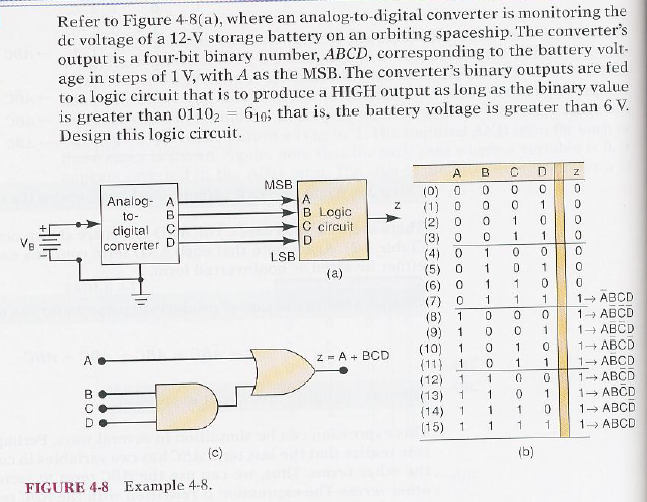 Refer to Figure 4-8(a), where an analog-to-digital converter is monitoring the
dc voltage of a 12-V storage battery on an orbiting spaceship. The converter's
output is a four-bit binary number, ABCD, corresponding to the battery volt-
age in steps of 1 V, with A as the MSB. The converter's binary outputs are fed
to a logic circuit that is to produce a HIGH output as long as the binary value
is greater than 0110₂ = 6₁₀; that is, the battery voltage is greater than 6 V.
Design this logic circuit.
MSB
Analog- A
to- B
digital C
converter D
A
B Logic
C circuit
D
z
LSB
V_B
+
(a)
A B C D z
(0) 0 0 0 0 0
(1) 0 0 0 1 0
(2) 0 0 1 0 0
(3) 0 0 1 1 0
(4) 0 1 0 0 0
(5) 0 1 0 1 0
(6) 0 1 1 0 0
(7) 0 1 1 1 1→ A̅BCD
(8) 1 0 0 0 1→ AB̅C̅D̅
(9) 1 0 0 1 1→ AB̅C̅D
(10) 1 0 1 0 1→ AB̅CD̅
(11) 1 0 1 1 1→ AB̅CD
(12) 1 1 0 0 1→ ABC̅D̅
(13) 1 1 0 1 1→ ABC̅D
(14) 1 1 1 0 1→ ABCD̅
(15) 1 1 1 1 1→ ABCD
(b)
A
B
C
D
z = A + BCD
(c)
FIGURE 4-8 Example 4-8.